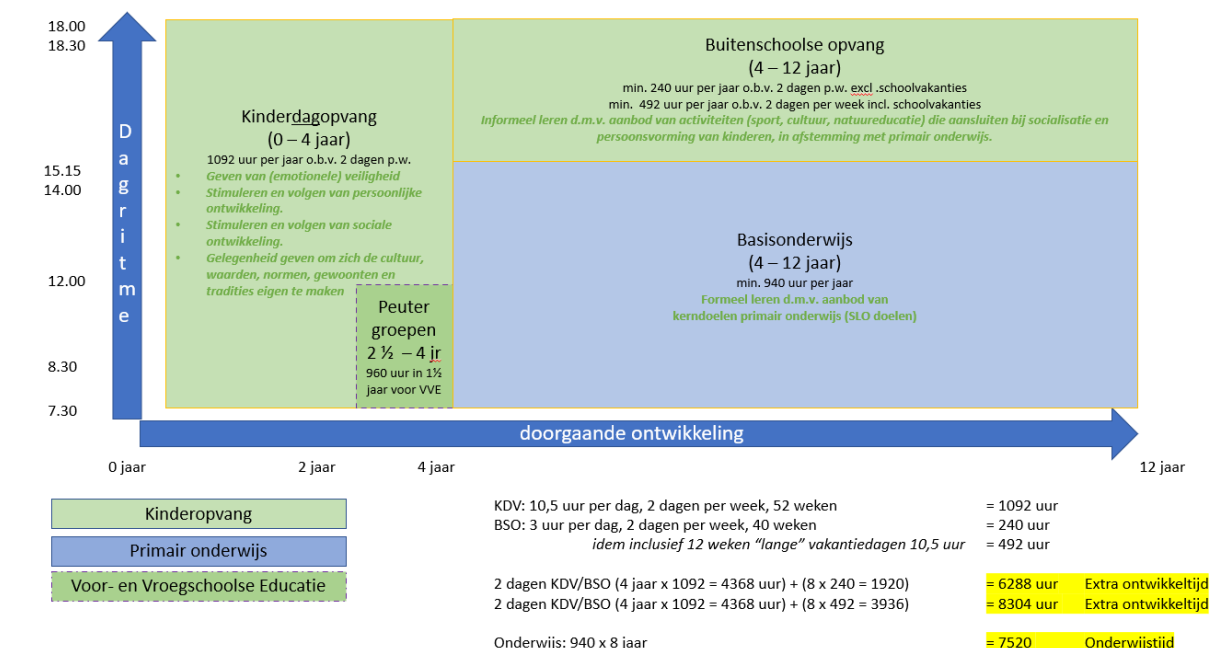 18.00
18.30
15.15
14.00
12.00
8.30
7.30
Dagritme
Kinderdagopvang
(0 – 4 jaar)
1092 uur per jaar o.b.v. 2 dagen p.w.
• Geven van (emotionele) veiligheid
• Stimuleren en volgen van persoonlijke
ontwikkeling.
• Stimuleren en volgen van sociale
ontwikkeling.
• Gelegenheid geven om zich de cultuur,
waarden, normen, gewoonten en
tradities eigen te maken
Peuter
groepen
2 ½ – 4 jr
960 uur in 1½
jaar voor VVE
Buitenschoolse opvang
(4 – 12 jaar)
min. 240 uur per jaar o.b.v. 2 dagen p.w. excl .schoolvakanties
min. 492 uur per jaar o.b.v. 2 dagen per week incl. schoolvakanties
Informeel leren d.m.v. aanbod van activiteiten (sport, cultuur, natuureducatie) die aansluiten bij socialisatie en
persoonsvorming van kinderen, in afstemming met primair onderwijs.
Basisonderwijs
(4 – 12 jaar)
min. 940 uur per jaar
Formeel leren d.m.v. aanbod van
kerndoelen primair onderwijs (SLO doelen)
doorgaande ontwikkeling
0 jaar 2 jaar 4 jaar 12 jaar
Kinderopvang
Primair onderwijs
Voor- en Vroegschoolse Educatie
KDV: 10,5 uur per dag, 2 dagen per week, 52 weken = 1092 uur
BSO: 3 uur per dag, 2 dagen per week, 40 weken = 240 uur
idem inclusief 12 weken “lange” vakantiedagen 10,5 uur = 492 uur
2 dagen KDV/BSO (4 jaar x 1092 = 4368 uur) + (8 x 240 = 1920) = 6288 uur Extra ontwikkeltijd
2 dagen KDV/BSO (4 jaar x 1092 = 4368 uur) + (8 x 492 = 3936) = 8304 uur Extra ontwikkeltijd
Onderwijs: 940 x 8 jaar = 7520 Onderwijstijd